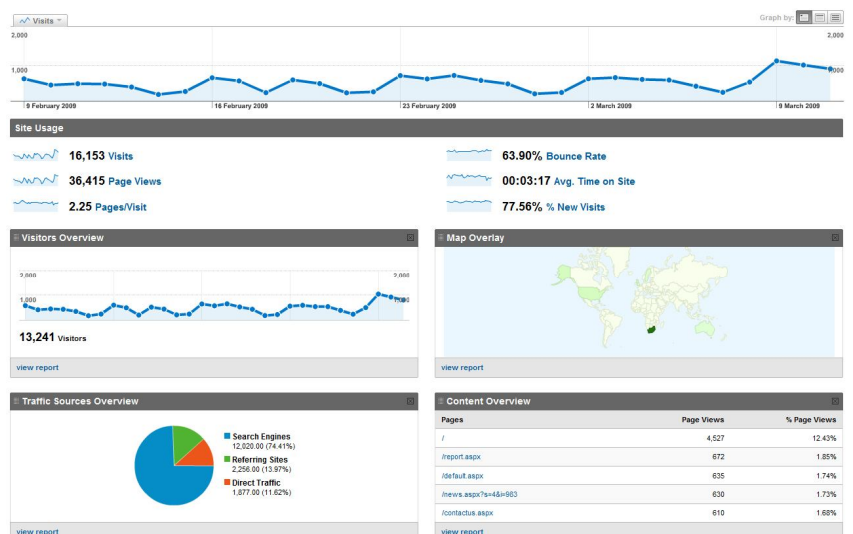 Visits
Graph by:
2,000 2,000
1,000 1,000
9 February 2009 16 February 2009 23 February 2009 2 March 2009 9 March 2009
Site Usage
16,153 Visits 63.90% Bounce Rate
36,415 Page Views 00:03:17 Avg. Time on Site
2.25 Pages/Visit 77.56% % New Visits
Visitors Overview
2,000 2,000
1,000 1,000
13,241 Visitors
view report
Map Overlay
view report
Traffic Sources Overview
Search Engines
12,020.00 (74.41%)
Referring Sites
2,256.00 (13.97%)
Direct Traffic
1,877.00 (11.62%)
view report
Content Overview
Pages Page Views % Page Views
/ 4,527 12.43%
/report.aspx 672 1.85%
/default.aspx 635 1.74%
/news.aspx?s=4&i=983 630 1.73%
/contactus.aspx 610 1.68%
view report